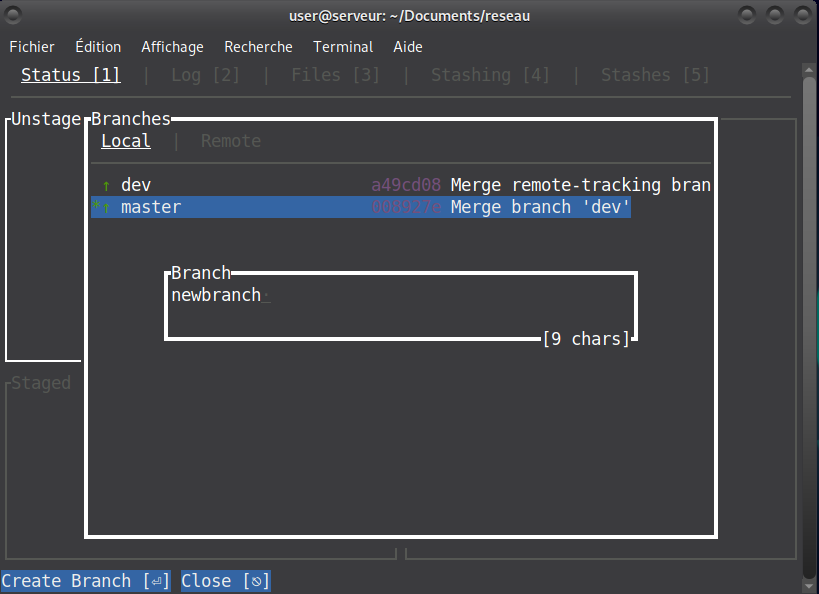 user@serveur: ~/Documents/reseau
Fichier Édition Affichage Recherche Terminal Aide
Status [1] | Log [2] | Files [3] | Stashing [4] | Stashes [5]
Unstage
Branches
Local | Remote
↑ dev a49cd08 Merge remote-tracking bran
*↑ master Merge branch 'dev'
Branch
newbranch
[9 chars]
Staged
Create Branch [⏎] Close [⎋]